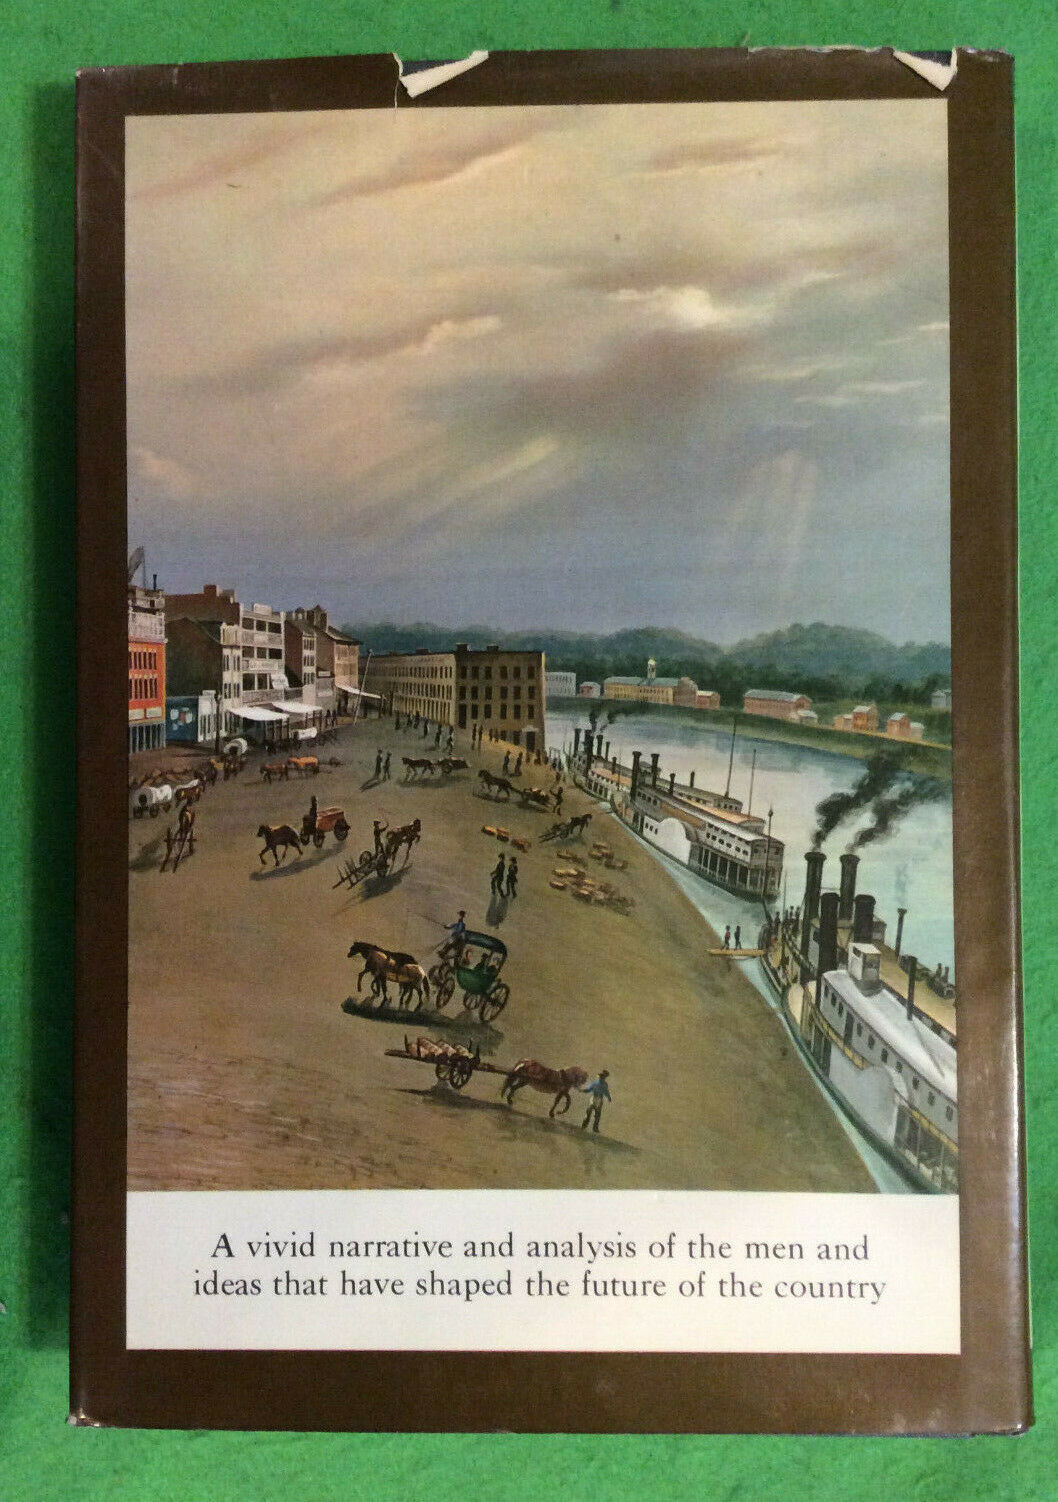 A vivid narrative and analysis of the men and
ideas that have shaped the future of the country